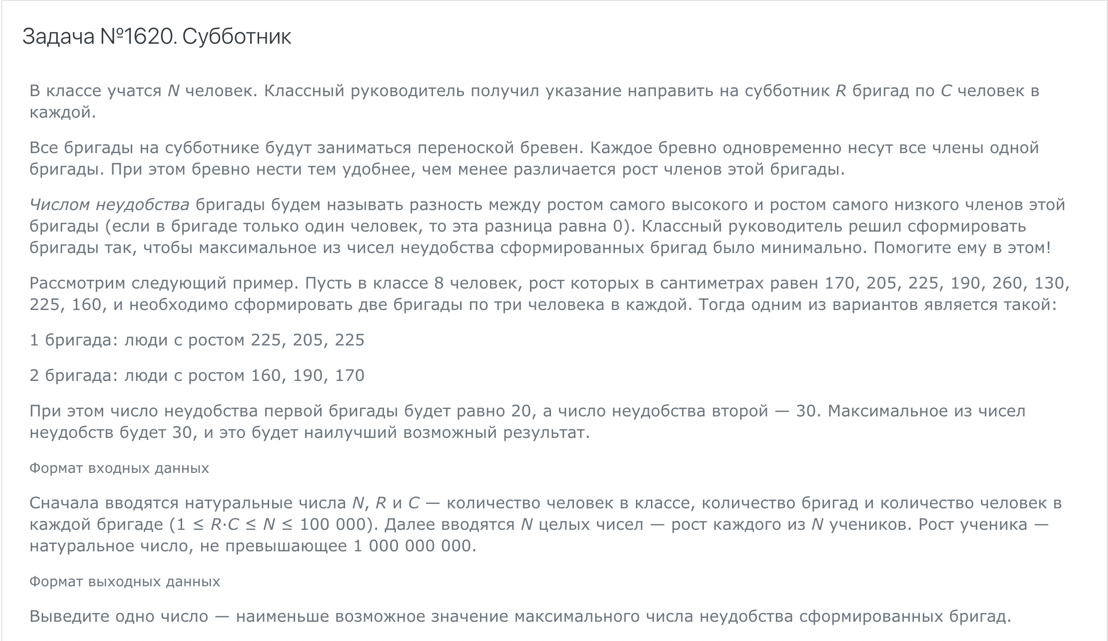 Задача №1620. Субботник
В классе учатся N человек. Классный руководитель получил указание направить на субботник R бригад по C человек в
каждой.
Все бригады на субботнике будут заниматься переноской бревен. Каждое бревно одновременно несут все члены одной
бригады. При этом бревно нести тем удобнее, чем менее различается рост членов этой бригады.
Числом неудобства бригады будем называть разность между ростом самого высокого и ростом самого низкого членов этой
бригады (если в бригаде только один человек, то эта разница равна 0). Классный руководитель решил сформировать
бригады так, чтобы максимальное из чисел неудобства сформированных бригад было минимально. Помогите ему в этом!
Рассмотрим следующий пример. Пусть в классе 8 человек, рост которых в сантиметрах равен 170, 205, 225, 190, 260, 130,
225, 160, и необходимо сформировать две бригады по три человека в каждой. Тогда одним из вариантов является такой:
1 бригада: люди с ростом 225, 205, 225
2 бригада: люди с ростом 160, 190, 170
При этом число неудобства первой бригады будет равно 20, а число неудобства второй — 30. Максимальное из чисел
неудобств будет 30, и это будет наилучший возможный результат.
Формат входных данных
Сначала вводятся натуральные числа N, R и C — количество человек в классе, количество бригад и количество человек в
каждой бригаде (1 ≤ R·C ≤ N ≤ 100 000). Далее вводятся N целых чисел — рост каждого из N учеников. Рост ученика —
натуральное число, не превышающее 1 000 000 000.
Формат выходных данных
Выведите одно число — наименьше возможное значение максимального числа неудобства сформированных бригад.